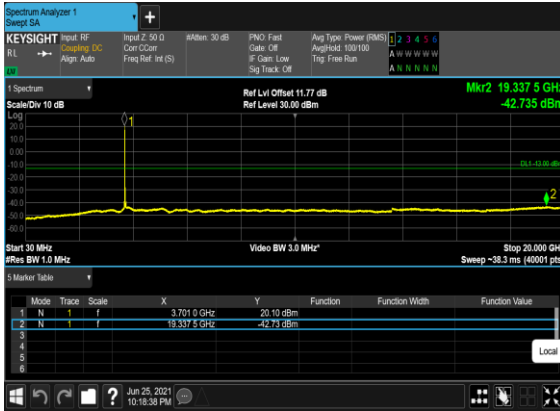 Spectrum Analyzer 1
Swept SA
+
KEYSIGHT Input: RF Input Z: 50 Ω #Atten: 30 dB PNO: Fast Avg Type: Power (RMS) 1 2 3 4 5 6
RL Coupling: DC Corr CCorr Gate: Off Avg|Hold: 100/100 A W W W W W
Align: Auto Freq Ref: Int (S) IF Gain: Low Trig: Free Run
Sig Track: Off A N N N N N
1 Spectrum
Ref Lvl Offset 11.77 dB Mkr2 19.337 5 GHz
Scale/Div 10 dB Ref Level 30.00 dBm -42.735 dBm
Log
20.0
10.0
0.00
-10.0
-20.0
-30.0
-40.0
-50.0
-60.0
1
DL1 -13.00 dBm
2
Start 30 MHz Video BW 3.0 MHz* Stop 20.000 GH
#Res BW 1.0 MHz Sweep ~38.3 ms (40001 pts
5 Marker Table
Mode Trace Scale X Y Function Function Width Function Value
1 N 1 f 3.701 0 GHz 20.10 dBm
2 N 1 f 19.337 5 GHz -42.73 dBm
3
4
5
6
Local
? Jun 25, 2021
10:18:38 PM